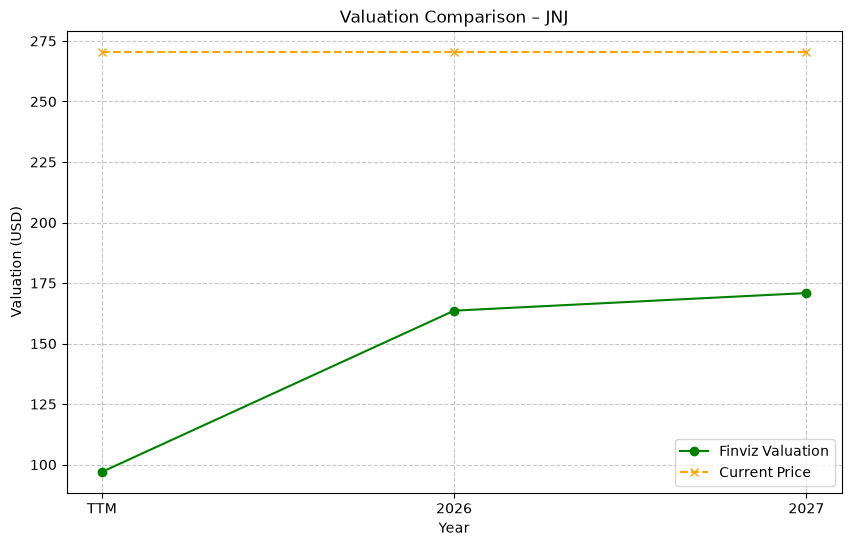 Valuation Comparison – JNJ
Valuation (USD)
275
250
225
200
175
150
125
100
TTM
2026
2027
Year
Finviz Valuation
Current Price